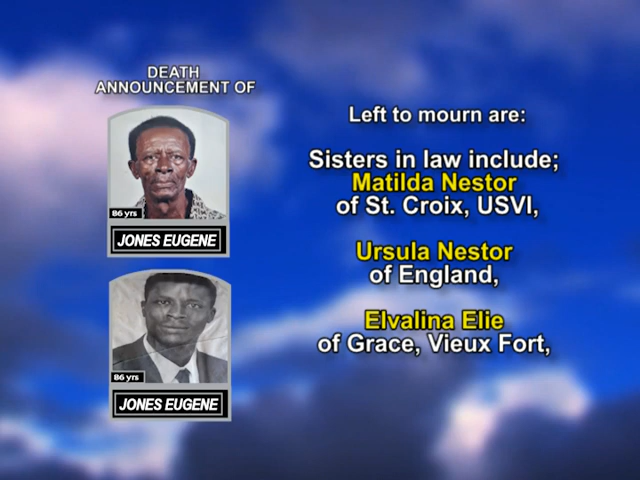 DEATH
ANNOUNCEMENT OF
86 yrs
JONES EUGENE
86 yrs
JONES EUGENE
Left to mourn are:
Sisters in law include;
Matilda Nestor
of St. Croix, USVI,
Ursula Nestor
of England,
Elvalina Elie
of Grace, Vieux Fort,